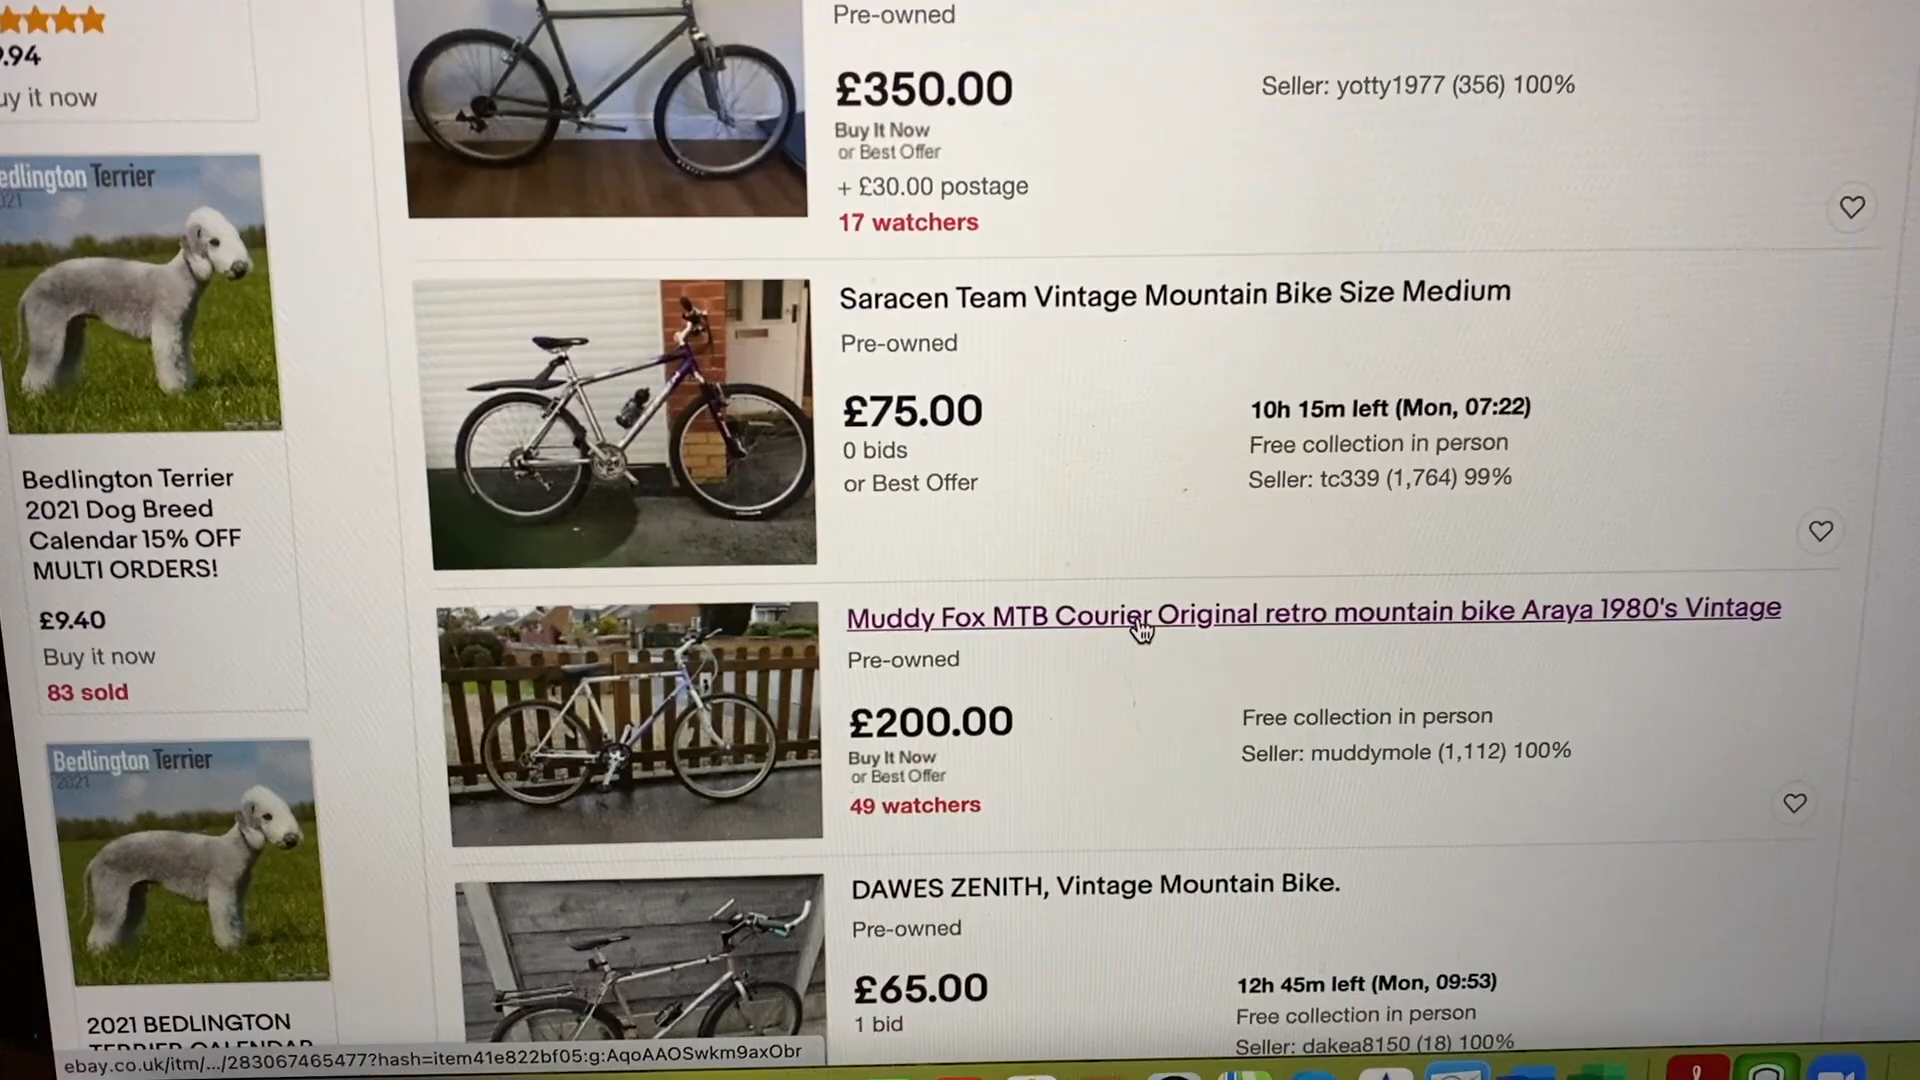 .94
uy it now
edlington Terrier
021
Bedlington Terrier
2021 Dog Breed
Calendar 15% OFF
MULTI ORDERS!
£9.40
Buy it now
83 sold
Bedlington Terrier
2021
2021 BEDLINGTON
TERRIER CALENDAR
Pre-owned
£350.00
Buy It Now
or Best Offer
+ £30.00 postage
17 watchers
Seller: yotty1977 (356) 100%
Saracen Team Vintage Mountain Bike Size Medium
Pre-owned
£75.00
0 bids
or Best Offer
10h 15m left (Mon, 07:22)
Free collection in person
Seller: tc339 (1,764) 99%
Muddy Fox MTB Courier Original retro mountain bike Araya 1980's Vintage
Pre-owned
£200.00
Buy It Now
or Best Offer
49 watchers
Free collection in person
Seller: muddymole (1,112) 100%
DAWES ZENITH, Vintage Mountain Bike.
Pre-owned
£65.00
1 bid
12h 45m left (Mon, 09:53)
Free collection in person
Seller: dakea8150 (18) 100%
ebay.co.uk/itm/.../283067465477?hash=item41e822bf05:g:AqoAAOSwkm9axObr